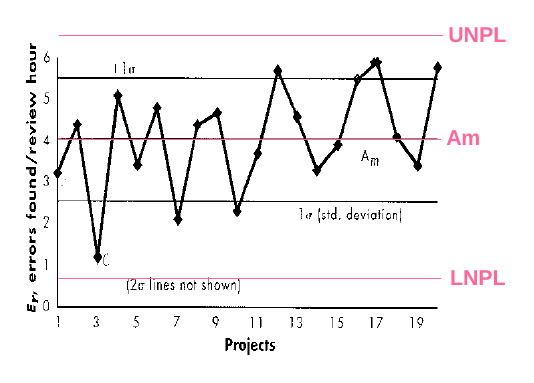 UNPL
Er, errors found/review hour
6
+1σ
5
4
Am
Am
3
1σ (std. deviation)
2
1
LNPL
(2σ lines not shown)
0
1 3 5 7 9 11 13 15 17 19
Projects